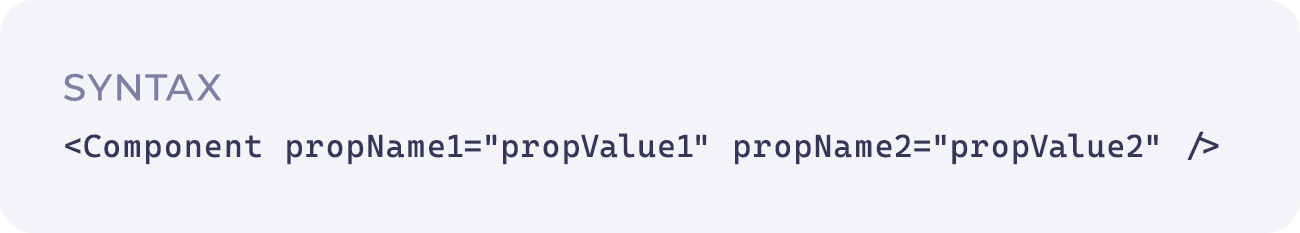 SYNTAX
<Component propName1="propValue1" propName2="propValue2" />